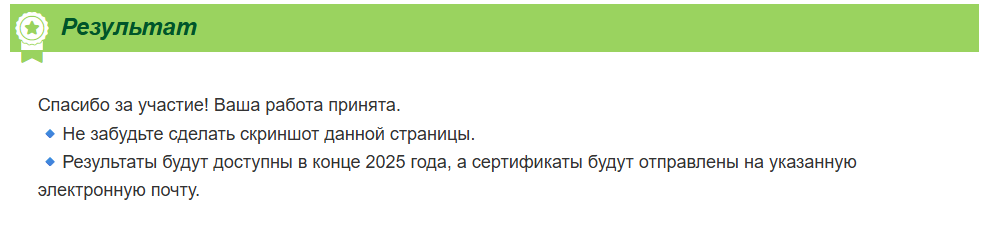 Результат
Спасибо за участие! Ваша работа принята.
🔹 Не забудьте сделать скриншот данной страницы.
🔹 Результаты будут доступны в конце 2025 года, а сертификаты будут отправлены на указанную
электронную почту.